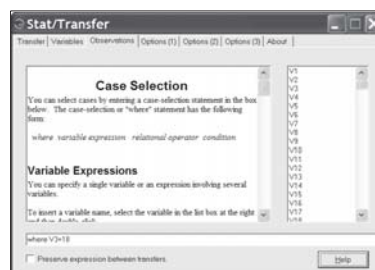 Stat/Transfer
Transfer | Variables | Observations | Options (1) | Options (2) | Options (3) | About
Case Selection
You can select cases by entering a case-selection statement in the box
below. The case-selection or "where" statement has the following
form:
where variable expression relational operator condition
Variable Expressions
You can specify a single variable or an expression involving several
variables.
To insert a variable name, select the variable in the list box at the right
V1
V2
V3
V4
V5
V6
V7
V8
V9
V10
V11
V12
V13
V14
V15
V16
V17
V18
where V3=18
Preserve expression between transfers.
Help